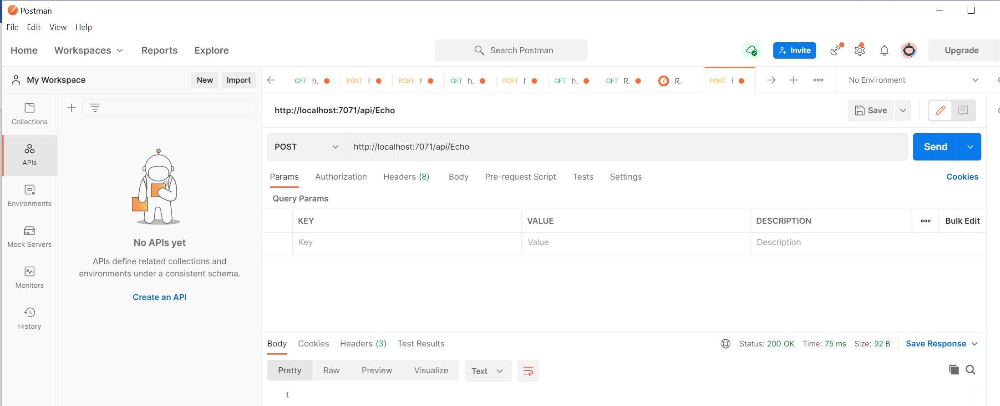 Postman
File Edit View Help
Home Workspaces Reports Explore
Search Postman
Invite
Upgrade
My Workspace
New Import
GET h. POST POST GET h. POST GET h. GET R. R.. POST
No Environment
Collections
APIs
Environments
Mock Servers
Monitors
History
No APIs yet
APIs define related collections and
environments under a consistent schema.
Create an API
http://localhost:7071/api/Echo
Save
POST http://localhost:7071/api/Echo
Send
Params Authorization Headers (8) Body Pre-request Script Tests Settings Cookies
Query Params
KEY VALUE DESCRIPTION ooo Bulk Edit
Key Value Description
Body Cookies Headers (3) Test Results
Status: 200 OK Time: 75 ms Size: 92 B Save Response
Pretty Raw Preview Visualize Text
1